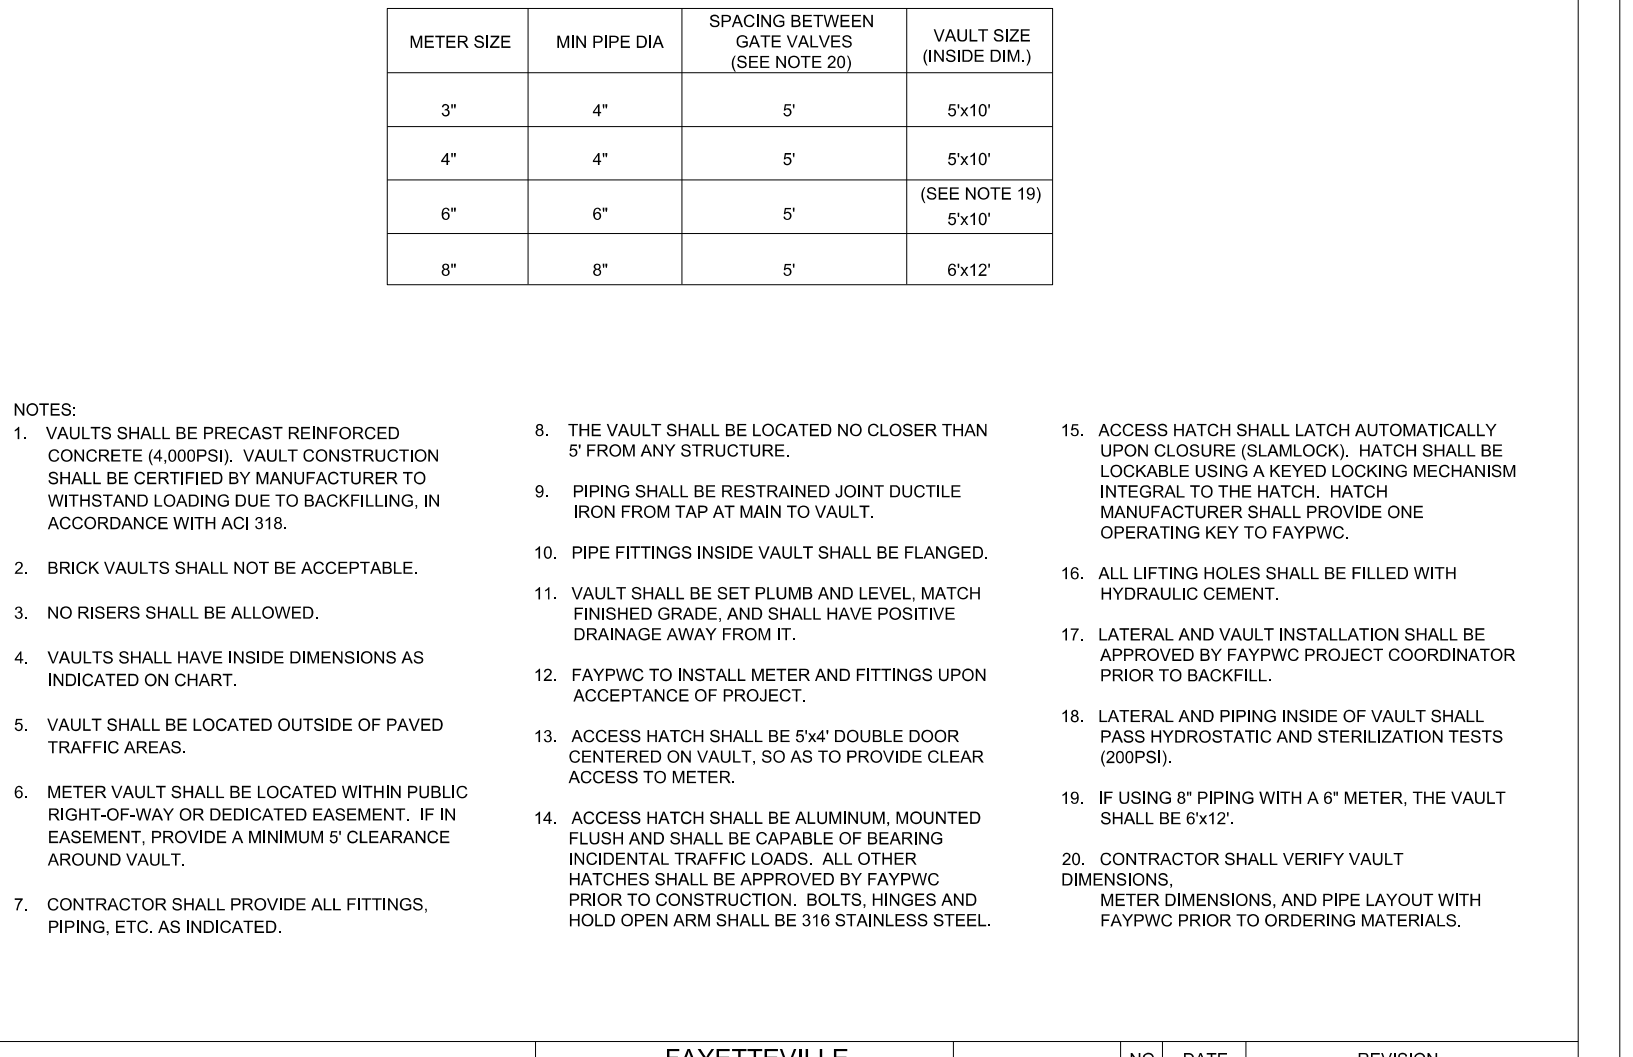 METER SIZE MIN PIPE DIA SPACING BETWEEN GATE VALVES (SEE NOTE 20) VAULT SIZE (INSIDE DIM.)
3" 4" 5' 5'x10'
4" 4" 5' 5'x10'
6" 6" 5' (SEE NOTE 19) 5'x10'
8" 8" 5' 6'x12'
NOTES:
1. VAULTS SHALL BE PRECAST REINFORCED
CONCRETE (4,000PSI). VAULT CONSTRUCTION
SHALL BE CERTIFIED BY MANUFACTURER TO
WITHSTAND LOADING DUE TO BACKFILLING, IN
ACCORDANCE WITH ACI 318.
2. BRICK VAULTS SHALL NOT BE ACCEPTABLE.
3. NO RISERS SHALL BE ALLOWED.
4. VAULTS SHALL HAVE INSIDE DIMENSIONS AS
INDICATED ON CHART.
5. VAULT SHALL BE LOCATED OUTSIDE OF PAVED
TRAFFIC AREAS.
6. METER VAULT SHALL BE LOCATED WITHIN PUBLIC
RIGHT-OF-WAY OR DEDICATED EASEMENT. IF IN
EASEMENT, PROVIDE A MINIMUM 5' CLEARANCE
AROUND VAULT.
7. CONTRACTOR SHALL PROVIDE ALL FITTINGS,
PIPING, ETC. AS INDICATED.
8. THE VAULT SHALL BE LOCATED NO CLOSER THAN
5' FROM ANY STRUCTURE.
9. PIPING SHALL BE RESTRAINED JOINT DUCTILE
IRON FROM TAP AT MAIN TO VAULT.
10. PIPE FITTINGS INSIDE VAULT SHALL BE FLANGED.
11. VAULT SHALL BE SET PLUMB AND LEVEL, MATCH
FINISHED GRADE, AND SHALL HAVE POSITIVE
DRAINAGE AWAY FROM IT.
12. FAYPWC TO INSTALL METER AND FITTINGS UPON
ACCEPTANCE OF PROJECT.
13. ACCESS HATCH SHALL BE 5'x4' DOUBLE DOOR
CENTERED ON VAULT, SO AS TO PROVIDE CLEAR
ACCESS TO METER.
14. ACCESS HATCH SHALL BE ALUMINUM, MOUNTED
FLUSH AND SHALL BE CAPABLE OF BEARING
INCIDENTAL TRAFFIC LOADS. ALL OTHER
HATCHES SHALL BE APPROVED BY FAYPWC
PRIOR TO CONSTRUCTION. BOLTS, HINGES AND
HOLD OPEN ARM SHALL BE 316 STAINLESS STEEL.
15. ACCESS HATCH SHALL LATCH AUTOMATICALLY
UPON CLOSURE (SLAMLOCK). HATCH SHALL BE
LOCKABLE USING A KEYED LOCKING MECHANISM
INTEGRAL TO THE HATCH. HATCH
MANUFACTURER SHALL PROVIDE ONE
OPERATING KEY TO FAYPWC.
16. ALL LIFTING HOLES SHALL BE FILLED WITH
HYDRAULIC CEMENT.
17. LATERAL AND VAULT INSTALLATION SHALL BE
APPROVED BY FAYPWC PROJECT COORDINATOR
PRIOR TO BACKFILL.
18. LATERAL AND PIPING INSIDE OF VAULT SHALL
PASS HYDROSTATIC AND STERILIZATION TESTS
(200PSI).
19. IF USING 8" PIPING WITH A 6" METER, THE VAULT
SHALL BE 6'x12'.
20. CONTRACTOR SHALL VERIFY VAULT
DIMENSIONS,
METER DIMENSIONS, AND PIPE LAYOUT WITH
FAYPWC PRIOR TO ORDERING MATERIALS.
FAYETTEVILLE NO DATE REVISION